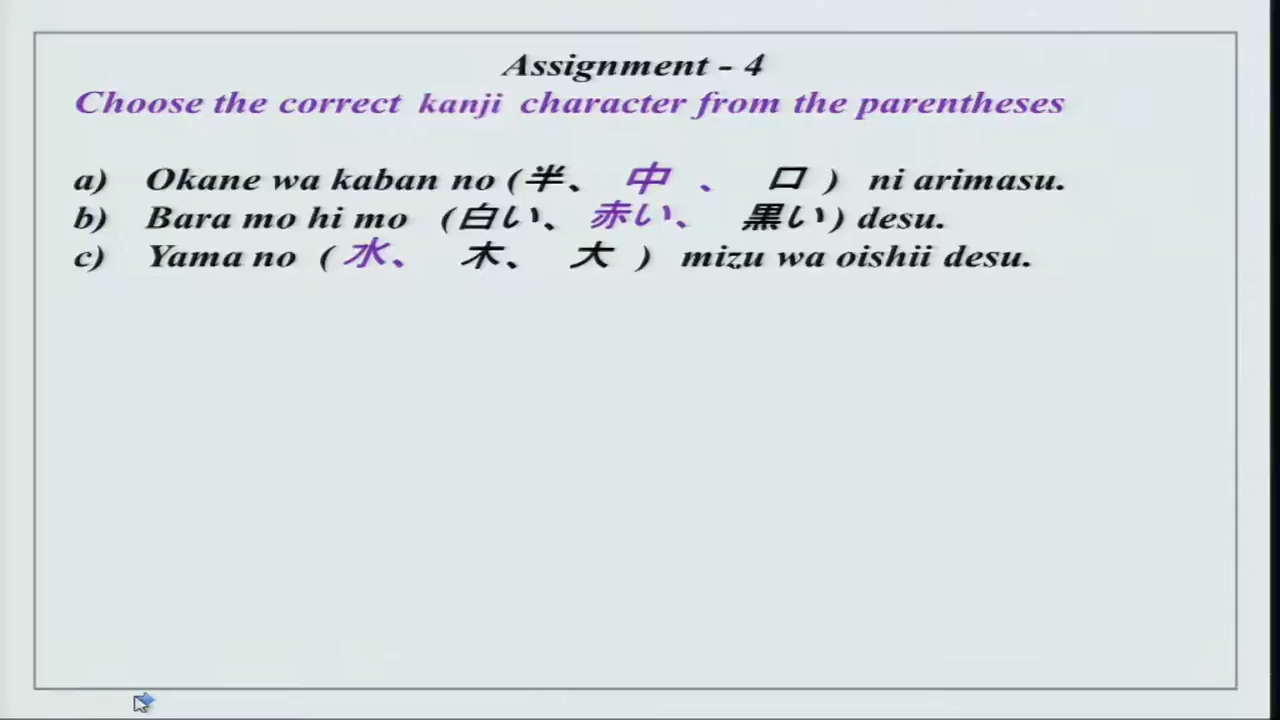 Assignment - 4
Choose the correct kanji character from the parentheses
a) Okane wa kaban no (半、 中 、 口 ) ni arimasu.
b) Bara mo hi mo (白い、 赤い、 黒い) desu.
c) Yama no ( 水、 木、 大 ) mizu wa oishii desu.